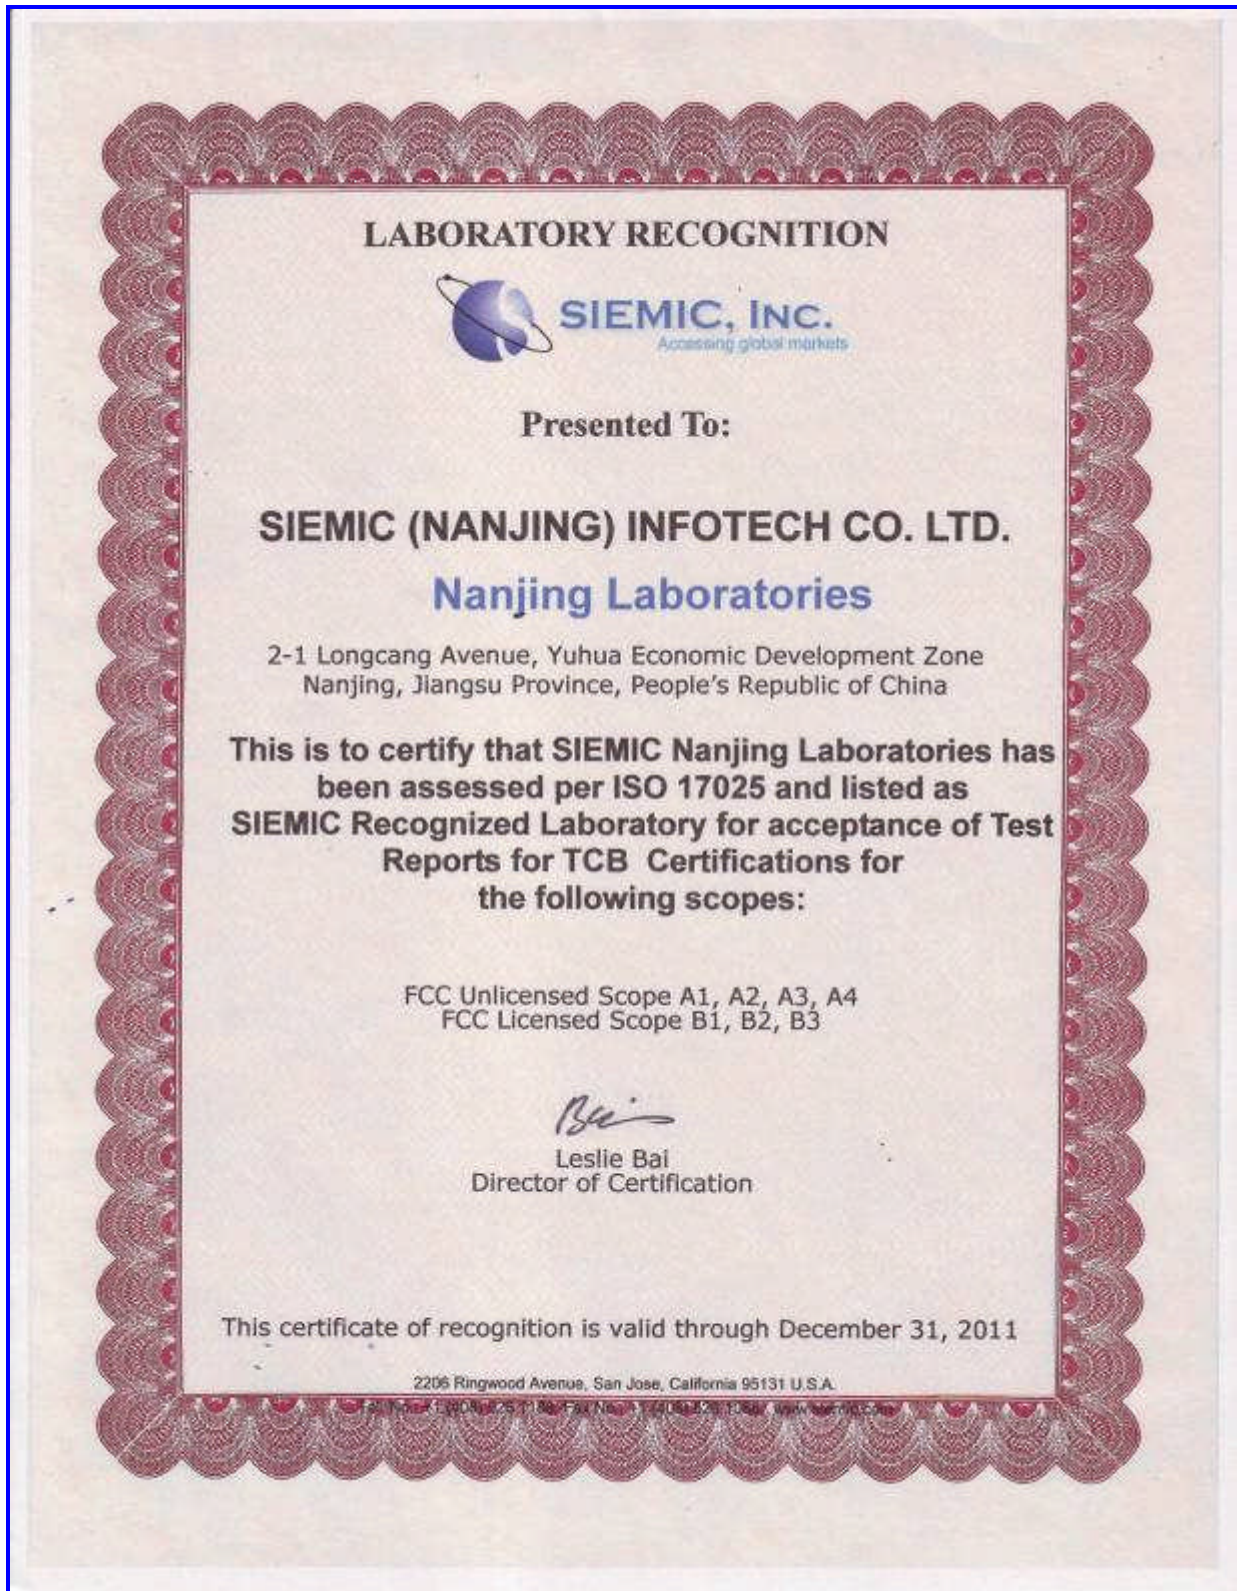 LABORATORY RECOGNITION
SIEMIC, INC.
Accessing global markets
Presented To:
SIEMIC (NANJING) INFOTECH CO. LTD.
Nanjing Laboratories
2-1 Longcang Avenue, Yuhua Economic Development Zone
Nanjing, Jiangsu Province, People's Republic of China
This is to certify that SIEMIC Nanjing Laboratories has
been assessed per ISO 17025 and listed as
SIEMIC Recognized Laboratory for acceptance of Test
Reports for TCB Certifications for
the following scopes:
FCC Unlicensed Scope A1, A2, A3, A4
FCC Licensed Scope B1, B2, B3
Bai
Leslie Bai
Director of Certification
This certificate of recognition is valid through December 31, 2011
2206 Ringwood Avenue, San Jose, California 95131 U.S.A.